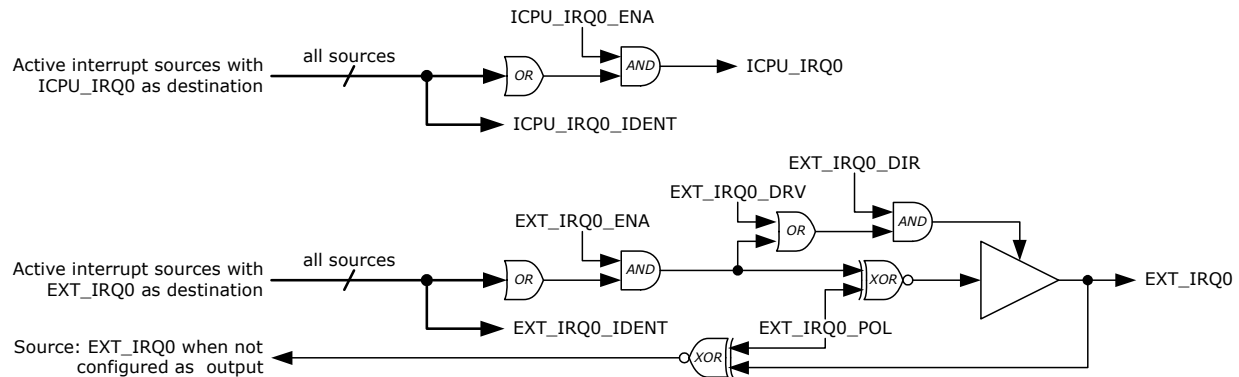 ICPU_IRQ0_ENA
Active interrupt sources with
ICPU_IRQ0 as destination
all sources
OR
AND
ICPU_IRQ0
ICPU_IRQ0_IDENT
EXT_IRQ0_DIR
EXT_IRQ0_DRV
EXT_IRQ0_ENA
OR
AND
Active interrupt sources with
EXT_IRQ0 as destination
all sources
OR
AND
XOR
EXT_IRQ0
EXT_IRQ0_IDENT
EXT_IRQ0_POL
Source: EXT_IRQ0 when not
configured as output
XOR